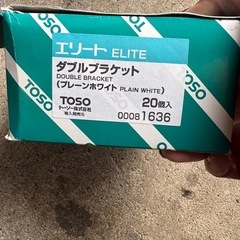 エリート ELITE
ダブルブラケット
DOUBLE BRACKET
(プレーンホワイト PLAIN WHITE)
TOSO
トーソー株式会社
20個入
00081636
TOSO